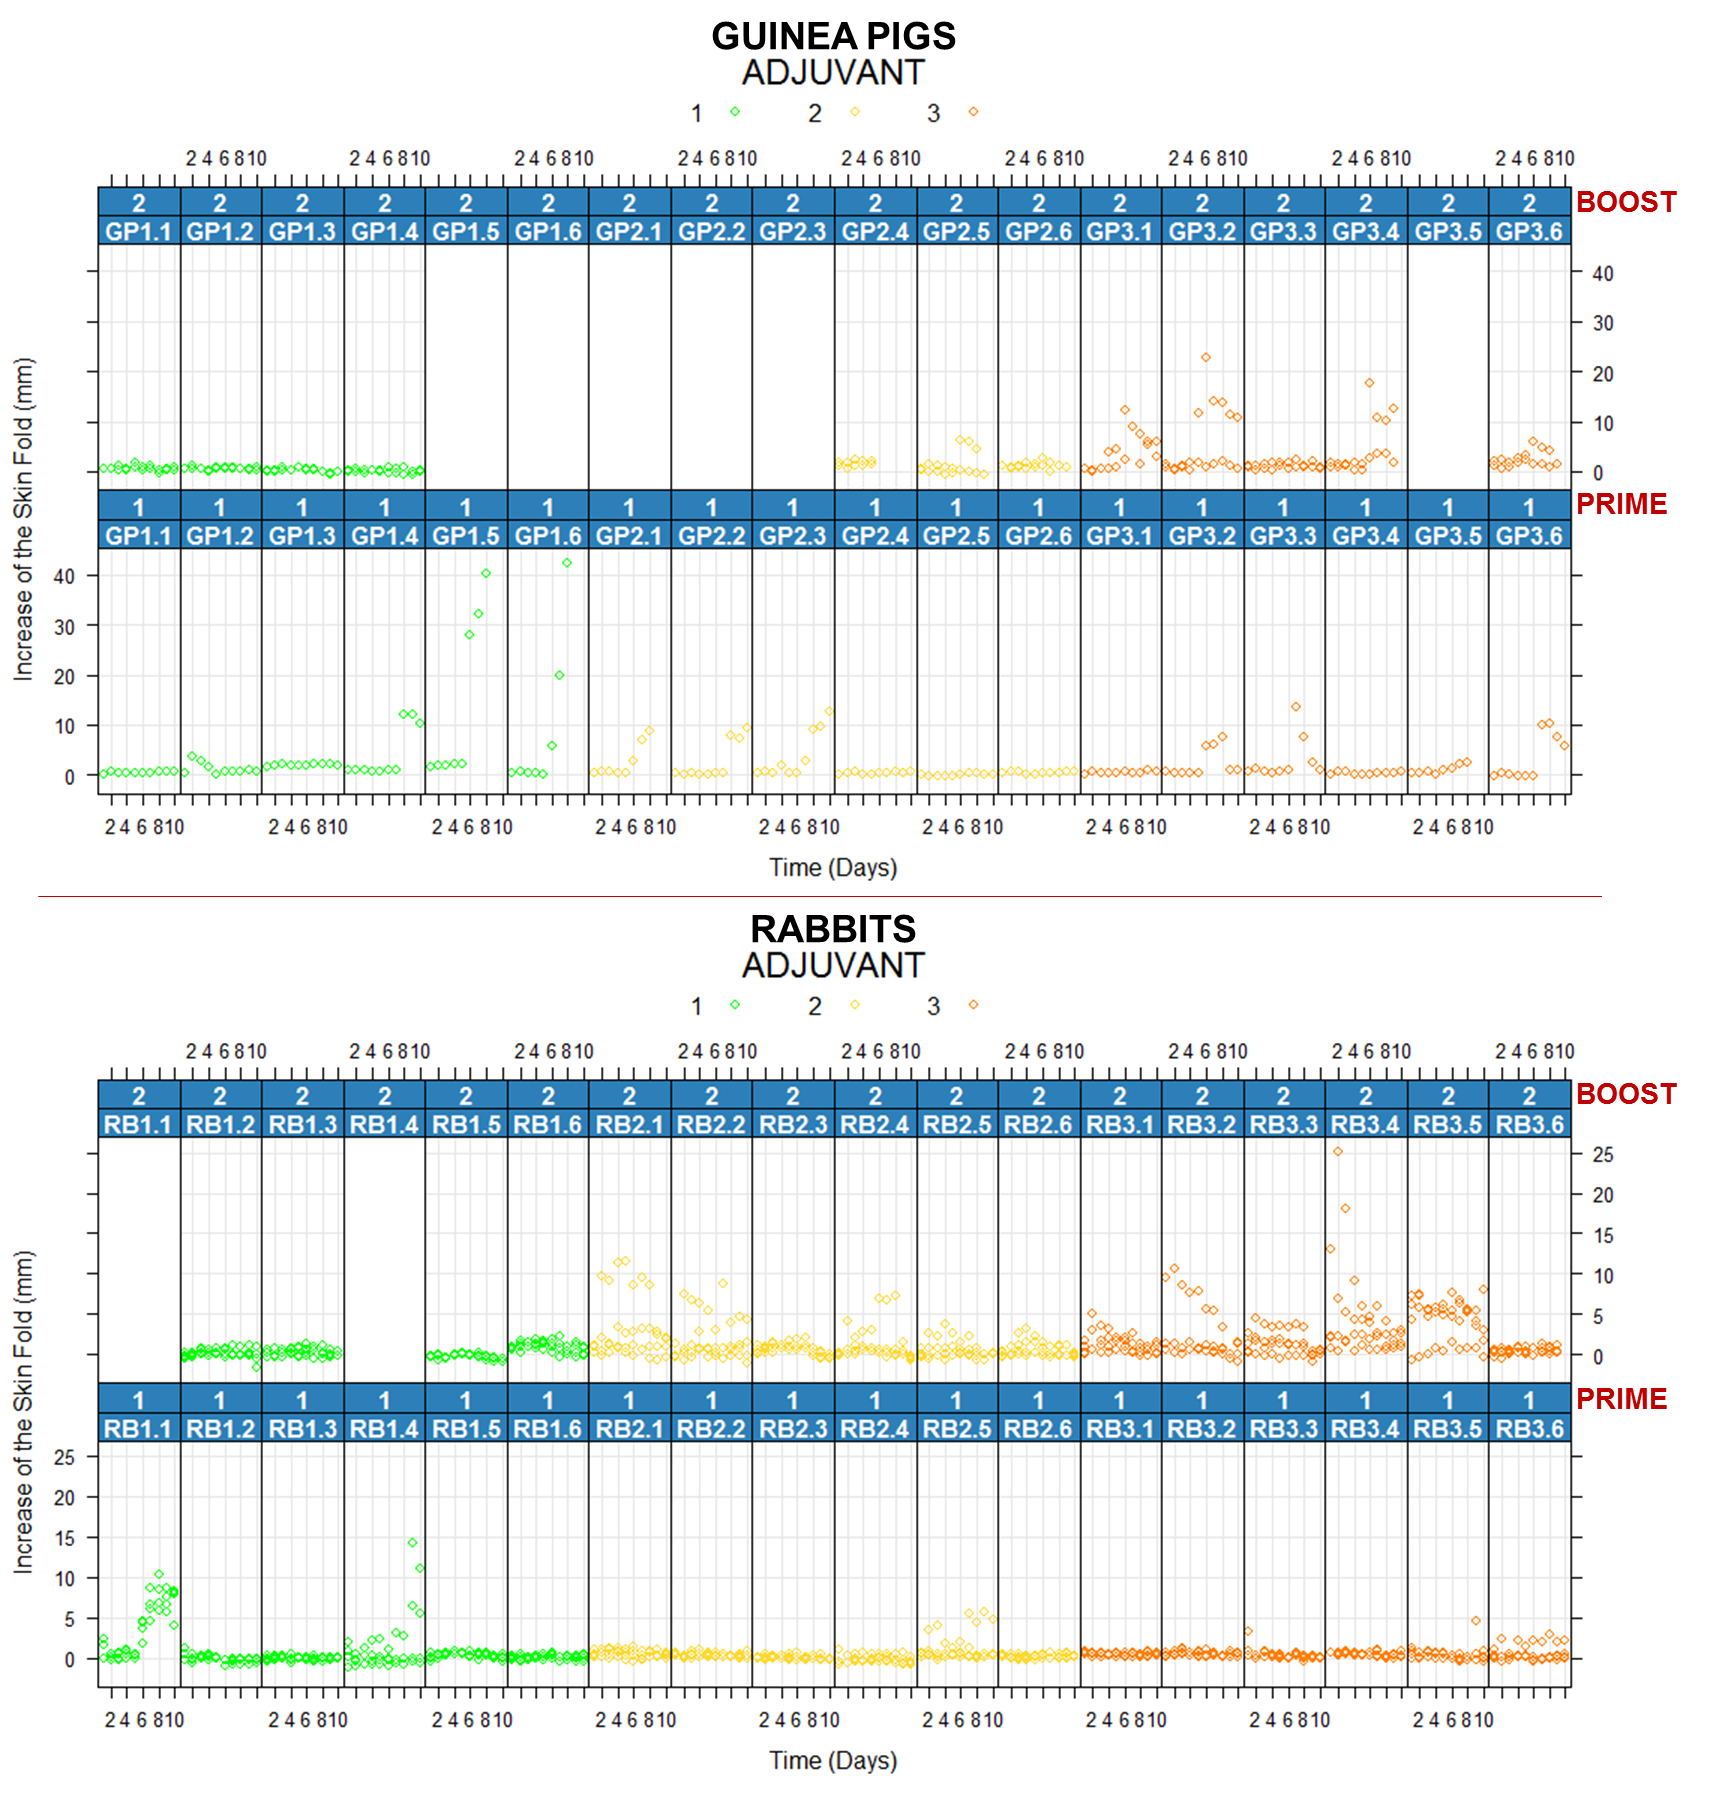 GUINEA PIGS
ADJUVANT
1 2 3
2 4 6 8 10 2 4 6 8 10 2 4 6 8 10 2 4 6 8 10 2 4 6 8 10 2 4 6 8 10 2 4 6 8 10 2 4 6 8 10 2 4 6 8 10
2 2 2 2 2 2 2 2 2 2 2 2 2 2 2 2 2 2 BOOST
GP1.1 GP1.2 GP1.3 GP1.4 GP1.5 GP1.6 GP2.1 GP2.2 GP2.3 GP2.4 GP2.5 GP2.6 GP3.1 GP3.2 GP3.3 GP3.4 GP3.5 GP3.6
40
30
20
10
0
1 1 1 1 1 1 1 1 1 1 1 1 1 1 1 1 1 1 PRIME
GP1.1 GP1.2 GP1.3 GP1.4 GP1.5 GP1.6 GP2.1 GP2.2 GP2.3 GP2.4 GP2.5 GP2.6 GP3.1 GP3.2 GP3.3 GP3.4 GP3.5 GP3.6
40
30
20
10
0
Increase of the Skin Fold (mm)
2 4 6 8 10 2 4 6 8 10 2 4 6 8 10 2 4 6 8 10 2 4 6 8 10 2 4 6 8 10 2 4 6 8 10 2 4 6 8 10 2 4 6 8 10
Time (Days)
RABBITS
ADJUVANT
1 2 3
2 4 6 8 10 2 4 6 8 10 2 4 6 8 10 2 4 6 8 10 2 4 6 8 10 2 4 6 8 10 2 4 6 8 10 2 4 6 8 10 2 4 6 8 10
2 2 2 2 2 2 2 2 2 2 2 2 2 2 2 2 2 2 BOOST
RB1.1 RB1.2 RB1.3 RB1.4 RB1.5 RB1.6 RB2.1 RB2.2 RB2.3 RB2.4 RB2.5 RB2.6 RB3.1 RB3.2 RB3.3 RB3.4 RB3.5 RB3.6
25
20
15
10
5
0
1 1 1 1 1 1 1 1 1 1 1 1 1 1 1 1 1 1 PRIME
RB1.1 RB1.2 RB1.3 RB1.4 RB1.5 RB1.6 RB2.1 RB2.2 RB2.3 RB2.4 RB2.5 RB2.6 RB3.1 RB3.2 RB3.3 RB3.4 RB3.5 RB3.6
25
20
15
10
5
0
Increase of the Skin Fold (mm)
2 4 6 8 10 2 4 6 8 10 2 4 6 8 10 2 4 6 8 10 2 4 6 8 10 2 4 6 8 10 2 4 6 8 10 2 4 6 8 10 2 4 6 8 10
Time (Days)